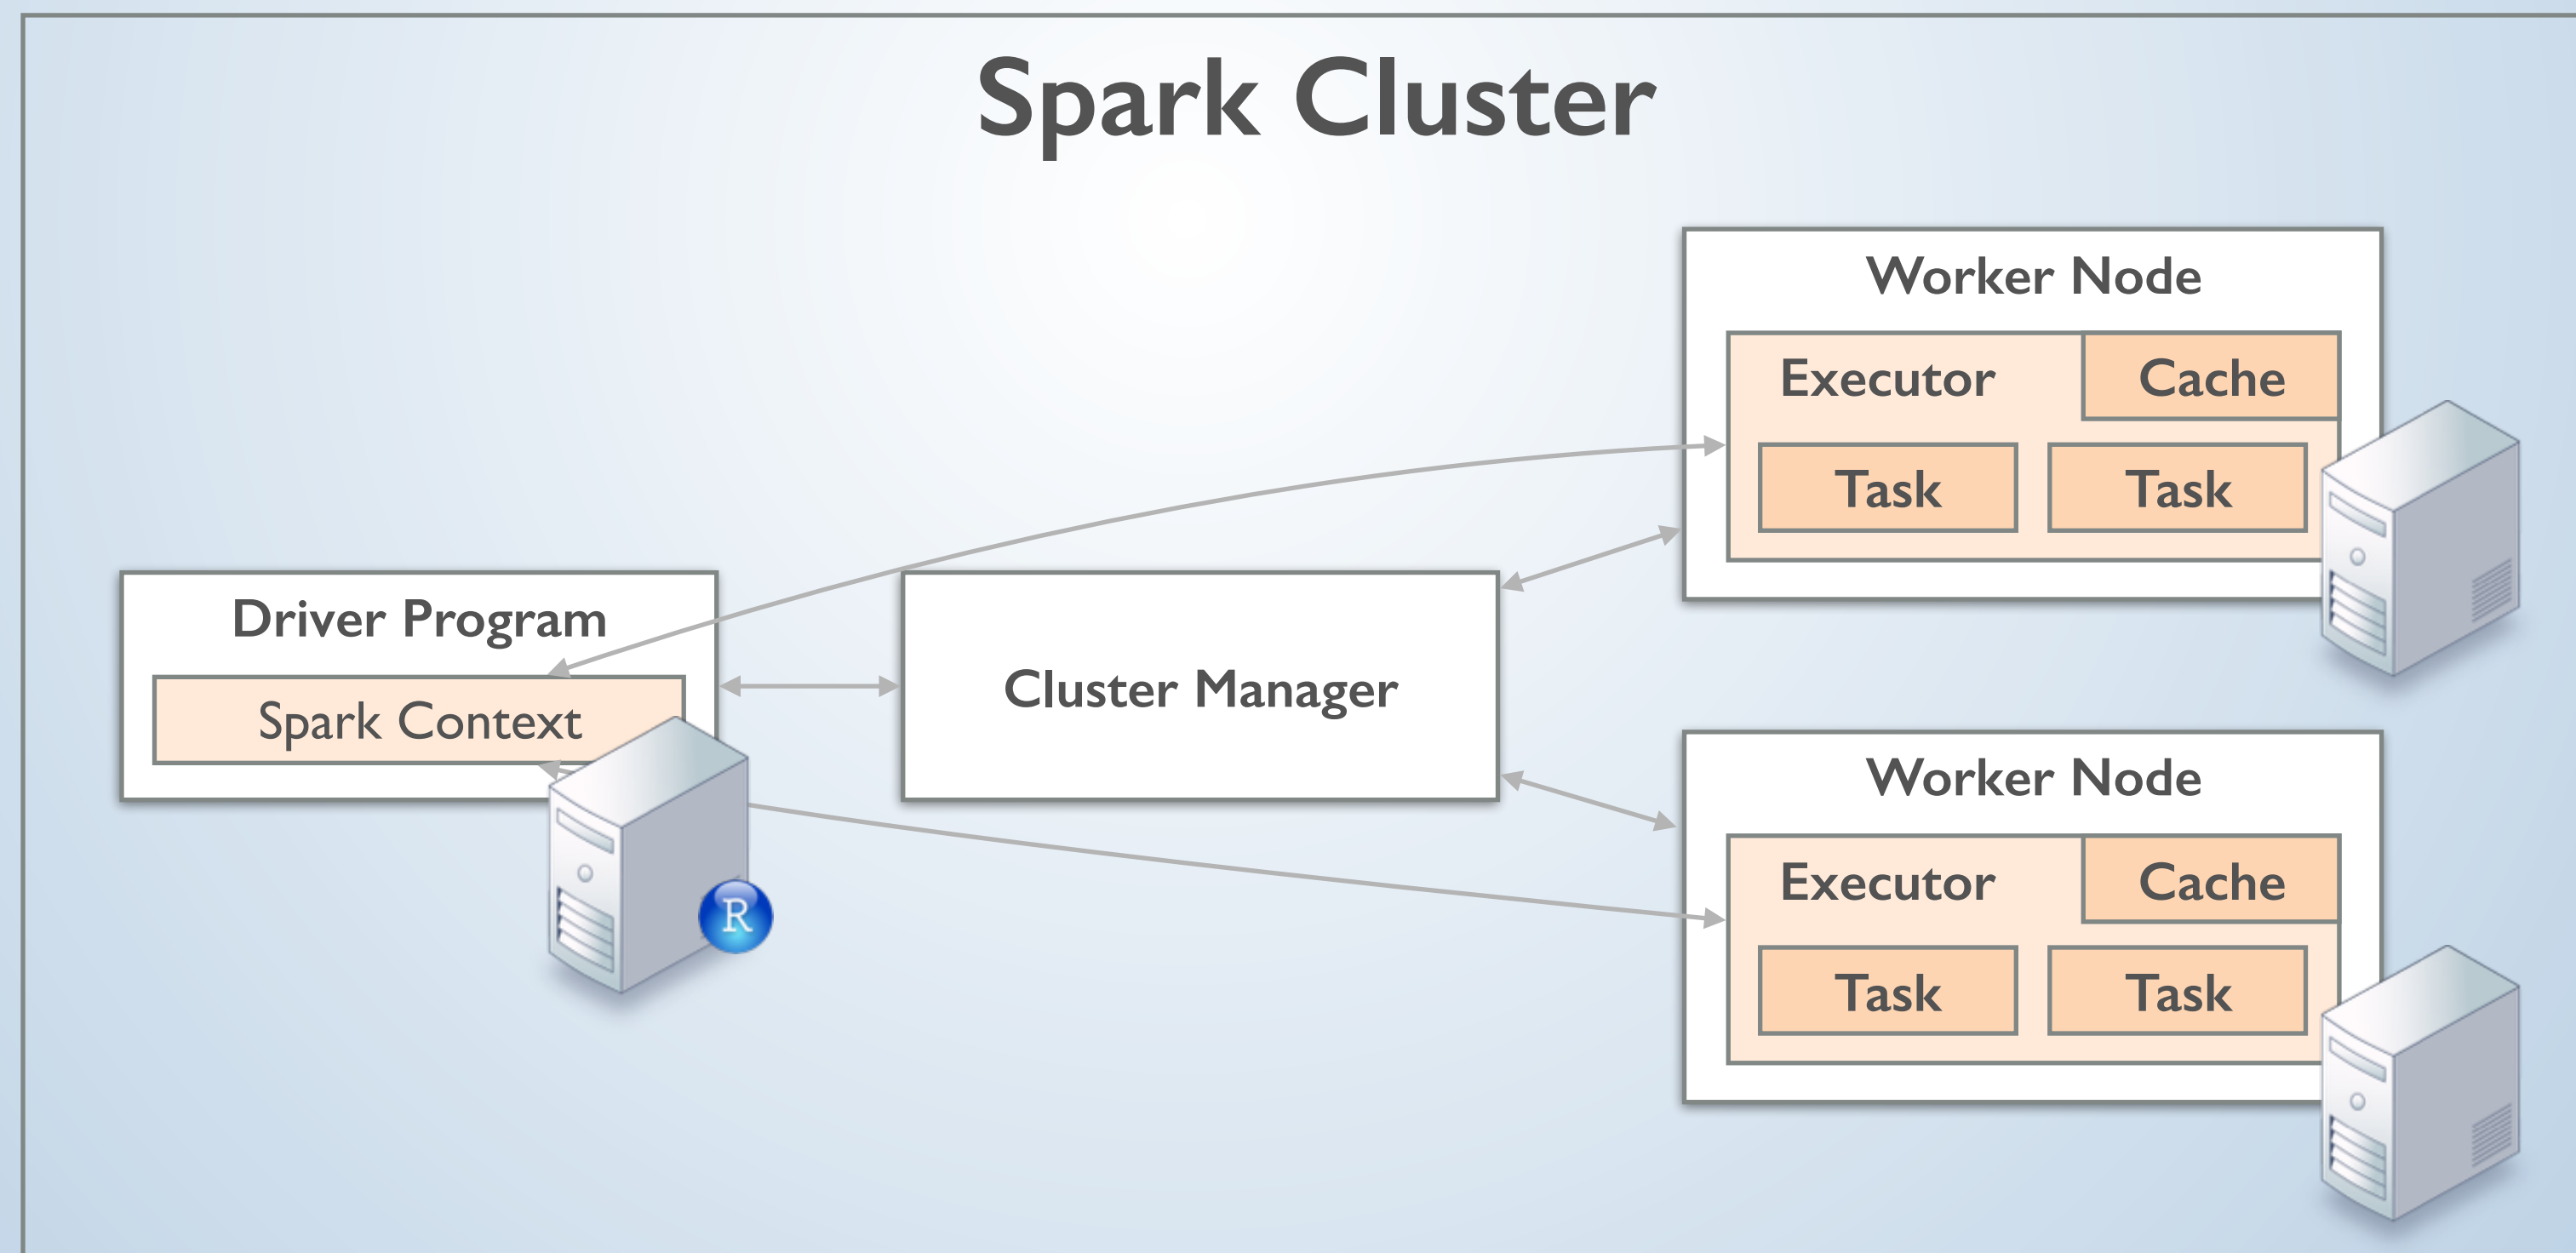 Spark Cluster
Worker Node
Executor
Cache
Task
Task
Driver Program
Spark Context
Cluster Manager
Worker Node
Executor
Cache
Task
Task
R